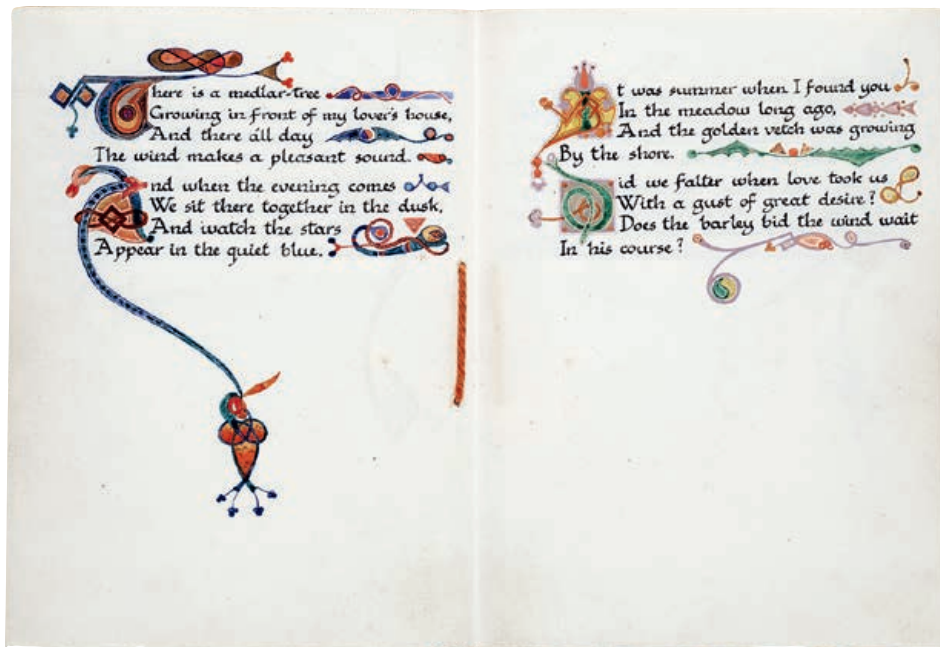 There is a medlar-tree
Growing in front of my lover's house,
And there all day
The wind makes a pleasant sound.
And when the evening comes
We sit there together in the dusk,
And watch the stars
Appear in the quiet blue.
It was summer when I found you
In the meadow long ago,
And the golden vetch was growing
By the shore.
Did we falter when love took us
With a gust of great desire?
Does the barley bid the wind wait
In his course?